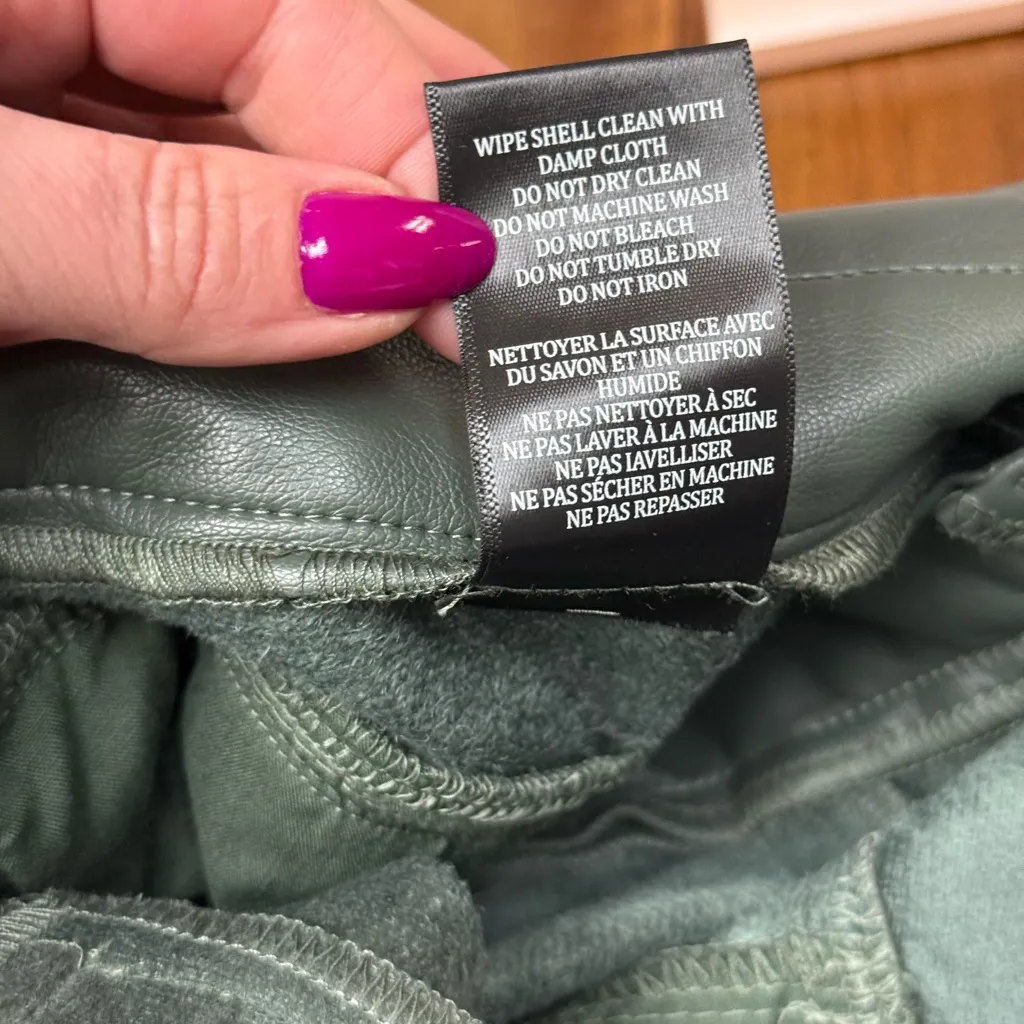 WIPE SHELL CLEAN WITH
DAMP CLOTH
DO NOT DRY CLEAN
DO NOT MACHINE WASH
DO NOT BLEACH
DO NOT TUMBLE DRY
DO NOT IRON
NETTOYER LA SURFACE AVEC
DU SAVON ET UN CHIFFON
HUMIDE
NE PAS NETTOYER À SEC
NE PAS LAVER À LA MACHINE
NE PAS IAVELLISER
NE PAS SÉCHER EN MACHINE
NE PAS REPASSER